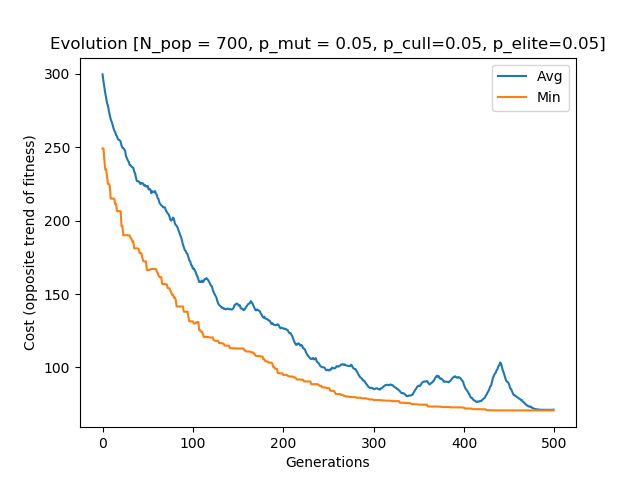 Evolution [N_pop = 700, p_mut = 0.05, p_cull=0.05, p_elite=0.05]
300
250
200
150
100
Cost (opposite trend of fitness)
Avg
Min
0
100
200
300
400
500
Generations